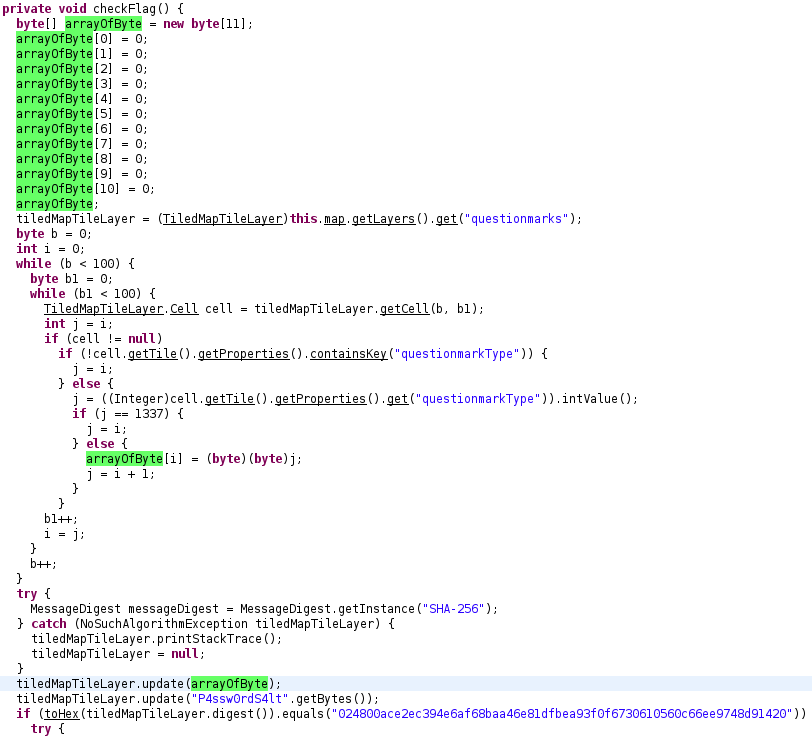 private void checkFlag() {
byte[] arrayOfByte = new byte[11];
arrayOfByte[0] = 0;
arrayOfByte[1] = 0;
arrayOfByte[2] = 0;
arrayOfByte[3] = 0;
arrayOfByte[4] = 0;
arrayOfByte[5] = 0;
arrayOfByte[6] = 0;
arrayOfByte[7] = 0;
arrayOfByte[8] = 0;
arrayOfByte[9] = 0;
arrayOfByte[10] = 0;
arrayOfByte;
tiledMapTileLayer = (TiledMapTileLayer)this.map.getLayers().get("questionmarks");
byte b = 0;
int i = 0;
while (b < 100) {
byte b1 = 0;
while (b1 < 100) {
TiledMapTileLayer.Cell cell = tiledMapTileLayer.getCell(b, b1);
int j = i;
if (cell != null)
if (!cell.getTile().getProperties().containsKey("questionmarkType")) {
j = i;
} else {
j = ((Integer)cell.getTile().getProperties().get("questionmarkType")).intValue();
if (j == 1337) {
j = i;
} else {
arrayOfByte[i] = (byte)(byte)j;
j = i + 1;
}
}
b1++;
i = j;
}
b++;
}
try {
MessageDigest messageDigest = MessageDigest.getInstance("SHA-256");
} catch (NoSuchAlgorithmException tiledMapTileLayer) {
tiledMapTileLayer.printStackTrace();
tiledMapTileLayer = null;
}
tiledMapTileLayer.update(arrayOfByte);
tiledMapTileLayer.update("P4ssw0rdS4lt".getBytes());
if (toHex(tiledMapTileLayer.digest()).equals("024800ace2ec394e6af68baa46e81dfbea93f0f6730610560c66ee9748d91420"))
try {